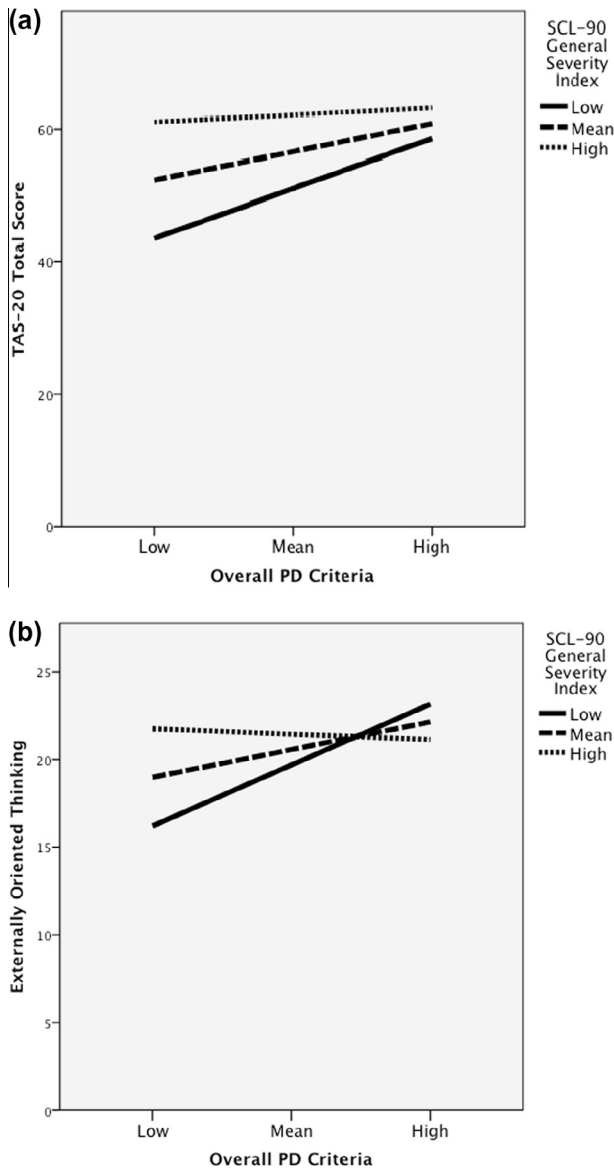 (a)
SCL-90
General
Severity
Index
Low
Mean
High
60
40
20
0
TAS-20 Total Score
Low Mean High
Overall PD Criteria
(b)
SCL-90
General
Severity
Index
Low
Mean
High
25
20
15
10
5
0
Externally Oriented Thinking
Low Mean High
Overall PD Criteria